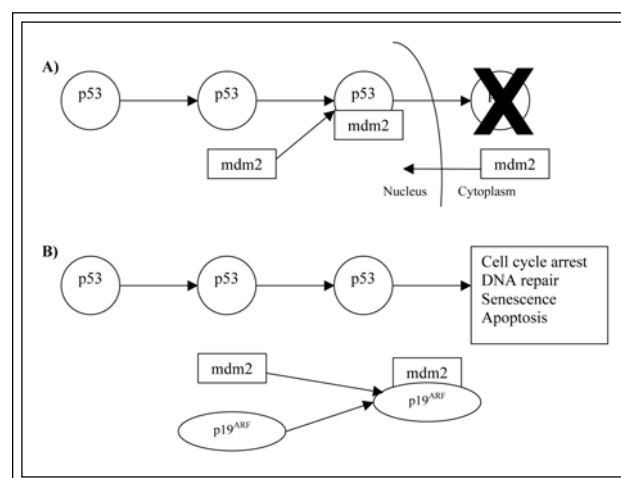 A)
p53
p53
p53
mdm2
mdm2
mdm2
Nucleus
Cytoplasm
B)
p53
p53
p53
Cell cycle arrest
DNA repair
Senescence
Apoptosis
mdm2
mdm2
p19ARF
p19ARF